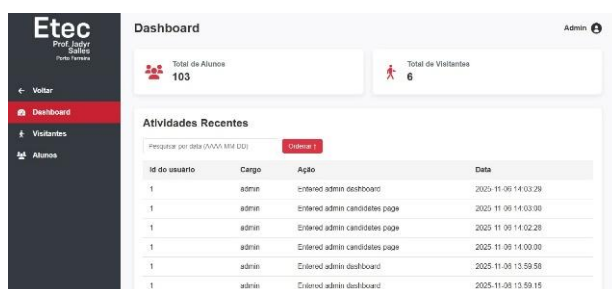 Etec
Prof. Jadyr
Salles
Porto Ferreira
← Voltar
Dashboard
Visitantes
Alunos
Dashboard
Admin
Total de Alunos
103
Total de Visitantes
6
Atividades Recentes
Pesquisar por data (AAAA-MM-DD)
Ordenar ↑
Id do usuário Cargo Ação Data
1 admin Entered admin dashboard 2025-11-06 14:03:29
1 admin Entered admin candidates page 2025-11-06 14:03:00
1 admin Entered admin candidates page 2025-11-06 14:02:28
1 admin Entered admin candidates page 2025-11-06 14:00:00
1 admin Entered admin dashboard 2025-11-06 13:59:58
1 admin Entered admin dashboard 2025-11-06 13:59:15